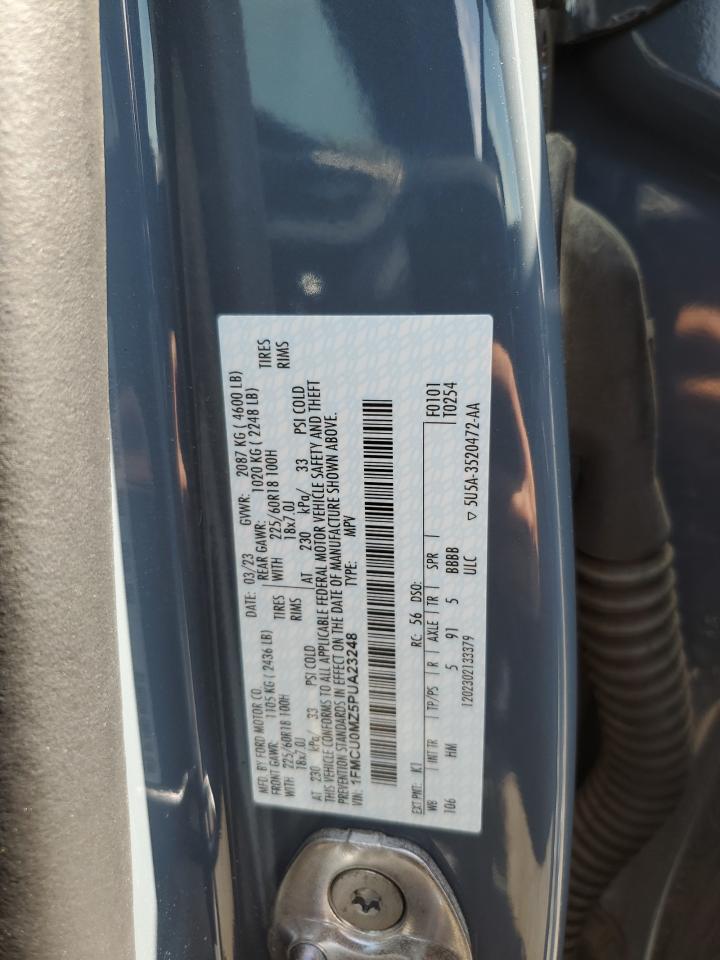 MFD. BY FORD MOTOR CO. DATE: 03/23 GVWR: 2087 KG ( 4600 LB)
FRONT GAWR: 1105 KG ( 2436 LB) REAR GAWR: 1020 KG ( 2248 LB)
WITH 225/60R18 100H TIRES WITH 225/60R18 100H TIRES
18x7.0J RIMS 18x7.0J RIMS
AT 230 kPa/ 33 PSI COLD AT 230 kPa/ 33 PSI COLD
THIS VEHICLE CONFORMS TO ALL APPLICABLE FEDERAL MOTOR VEHICLE SAFETY AND THEFT
PREVENTION STANDARDS IN EFFECT ON THE DATE OF MANUFACTURE SHOWN ABOVE.
VIN: 1FMCU0MZ5PUA23248 TYPE: MPV
EXT PNT: K1 RC: 56 DSO: F0101
WB INT TR TP/PS R AXLE TR SPR T0254
106 HM 5 91 5 BBBB
1202302133379 ULC ▽ 5U5A-3520472-AA